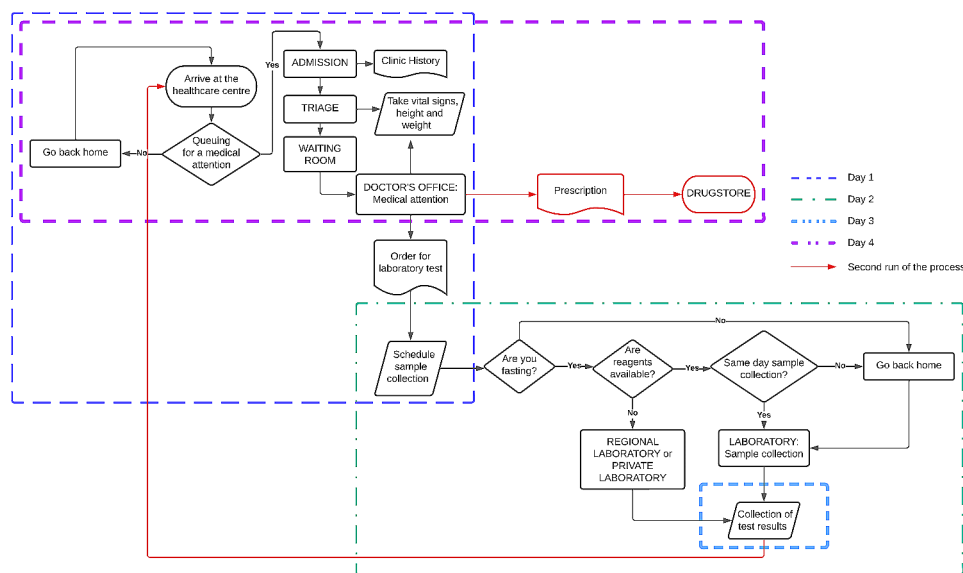 Yes
ADMISSION
Clinic History
Arrive at the
healthcare centre
TRIAGE
Take vital signs,
height and
weight
Go back home
No
Queuing
for a medical
attention
WAITING
ROOM
DOCTOR'S OFFICE:
Medical attention
Prescription
DRUGSTORE
Day 1
Day 2
Day 3
Day 4
Second run of the process
Order for
laboratory test
Schedule
sample
collection
No
Are you
fasting?
Yes
Are
reagents
available?
Yes
Same day sample
collection?
No
Go back home
No
Yes
REGIONAL
LABORATORY or
PRIVATE
LABORATORY
LABORATORY:
Sample collection
Collection of
test results